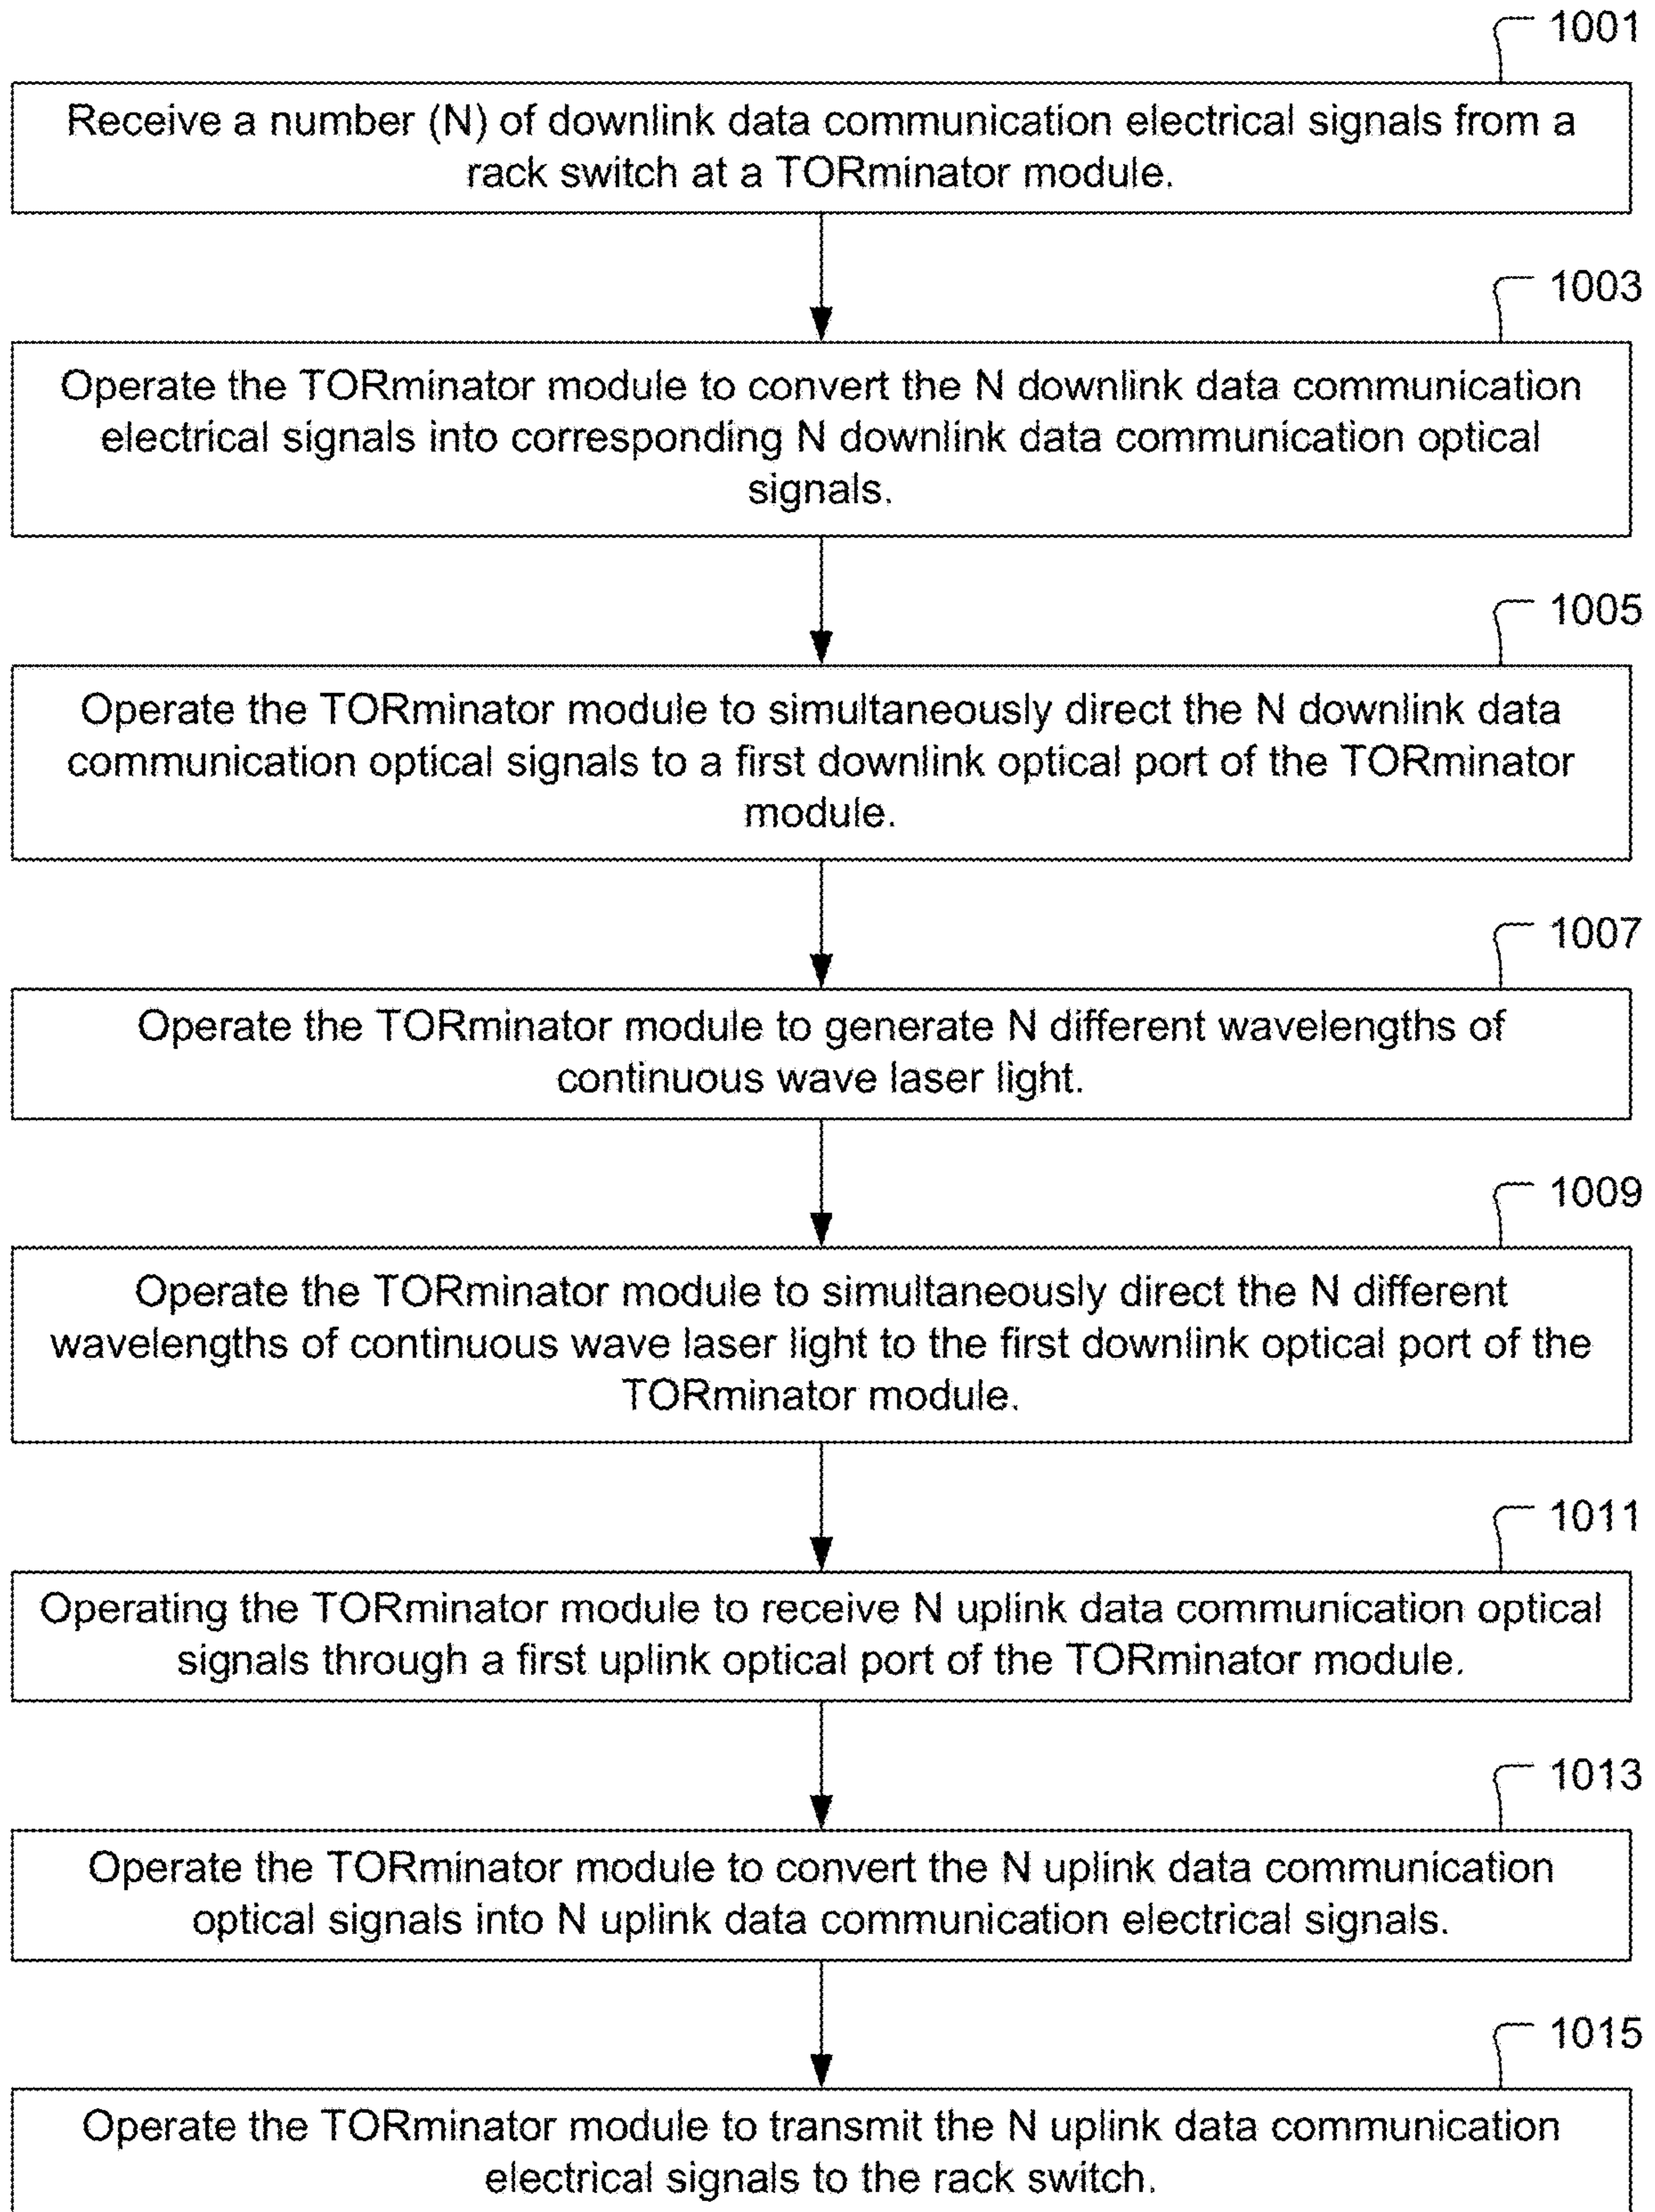 1001
Receive a number (N) of downlink data communication electrical signals from a
rack switch at a TORminator module.
1003
Operate the TORminator module to convert the N downlink data communication
electrical signals into corresponding N downlink data communication optical
signals.
1005
Operate the TORminator module to simultaneously direct the N downlink data
communication optical signals to a first downlink optical port of the TORminator
module.
1007
Operate the TORminator module to generate N different wavelengths of
continuous wave laser light.
1009
Operate the TORminator module to simultaneously direct the N different
wavelengths of continuous wave laser light to the first downlink optical port of the
TORminator module.
1011
Operating the TORminator module to receive N uplink data communication optical
signals through a first uplink optical port of the TORminator module.
1013
Operate the TORminator module to convert the N uplink data communication
optical signals into N uplink data communication electrical signals.
1015
Operate the TORminator module to transmit the N uplink data communication
electrical signals to the rack switch.